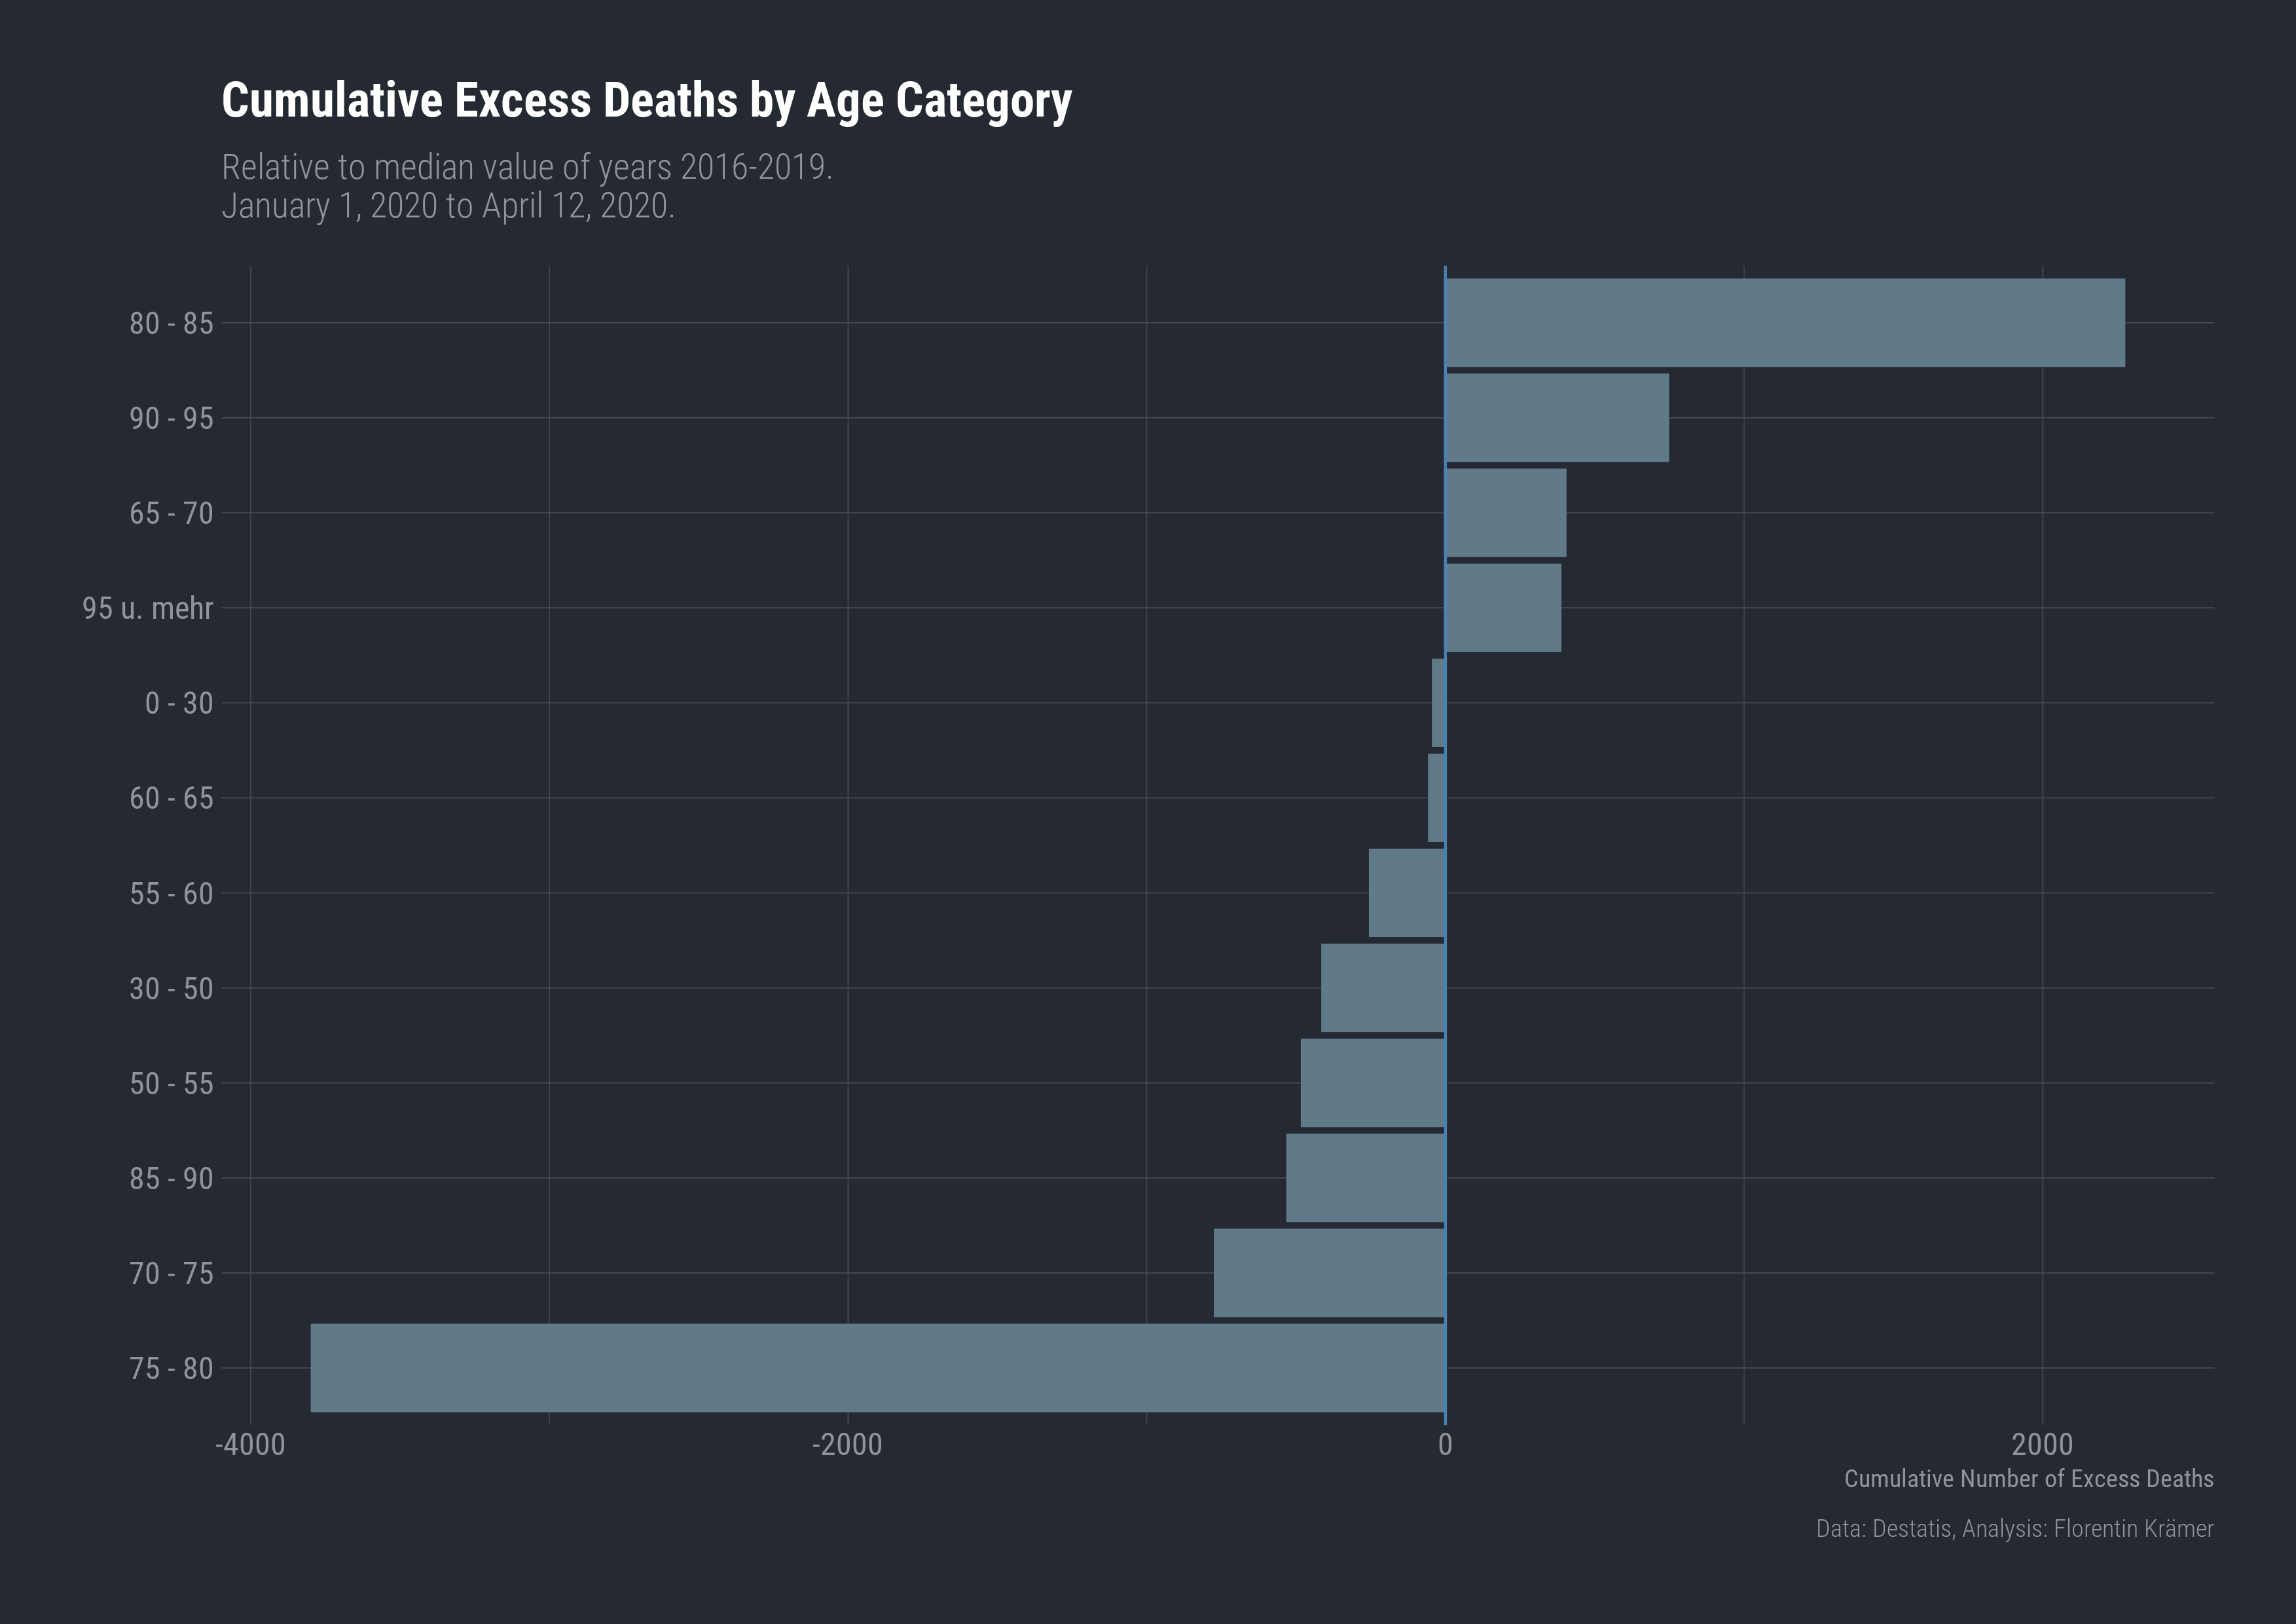 Cumulative Excess Deaths by Age Category
Relative to median value of years 2016-2019.
January 1, 2020 to April 12, 2020.
80 - 85
90 - 95
65 - 70
95 u. mehr
0 - 30
60 - 65
55 - 60
30 - 50
50 - 55
85 - 90
70 - 75
75 - 80
-4000
-2000
0
2000
Cumulative Number of Excess Deaths
Data: Destatis, Analysis: Florentin Krämer